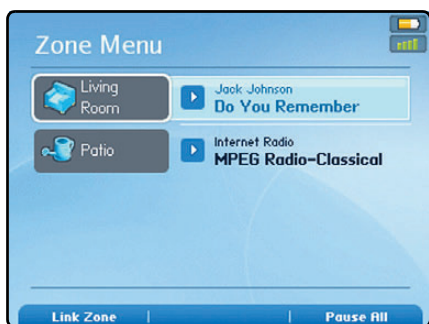 Zone Menu
Living
Room
Jack Johnson
Do You Remember
Patio
Internet Radio
MPEG Radio-Classical
Link Zone
Pause All